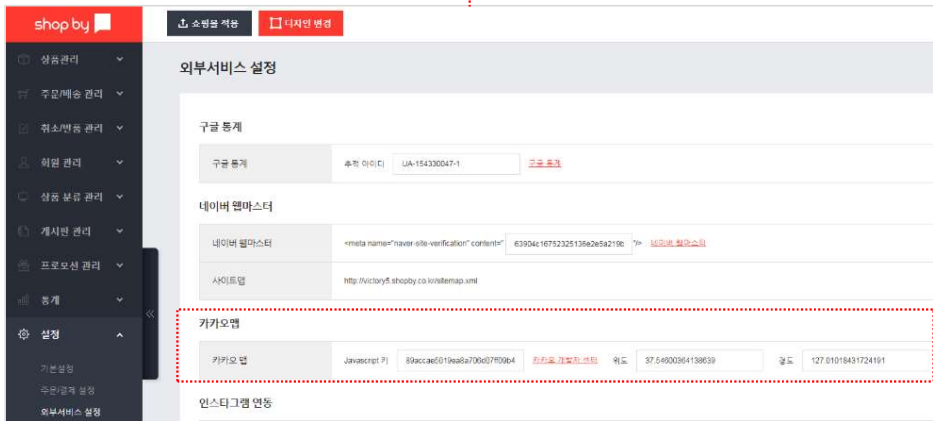 shop by
쇼핑몰 적용
디자인 변경
상품관리
주문/배송 관리
취소/반품 관리
회원 관리
상품 분류 관리
게시판 관리
프로모션 관리
통계
설정
기본설정
주문/결제 설정
외부서비스 설정
외부서비스 설정
구글 통계
구글 통계 추적 아이디 UA-154330047-1 구글 통계
네이버 웹마스터
네이버 웹마스터 <meta name="naver-site-verification" content=" 63904c16752325136e2e5a219b "/> 네이버 웹마스터
사이트맵 http://victory5.shopby.co.kr/sitemap.xml
카카오맵
카카오 맵 Javascript 키 89accae5019ea8a706d07ff09b4 카카오 개발자 센터 위도 37.54600364138639 경도 127.01018431724191
인스타그램 연동